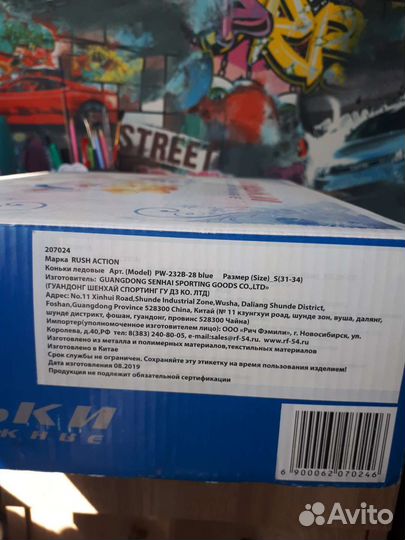 STREET
207024
Марка RUSH ACTION
Коньки ледовые Арт.(Model) PW-232B-28 blue Размер (Size)_S(31-34)
Изготовитель: GUANGDONG SENHAI SPORTING GOODS CO.,LTD»
(ГУАНДОНГ ШЕНХАЙ СПОРТИНГ ГУ ДЗ КО. ЛТД)
Адрес: No.11 Xinhui Road,Shunde Industrial Zone,Wusha, Daliang Shunde District,
Foshan,Guangdong Province 528300 China, Китай (№ 11 кзунгхуи роад, шунде зон, вуша, далянг,
шунде дистрикт, фошан, гуандонг, провинс 528300 Чайна)
Импортер(уполномоченное изготовителем лицо): ООО «Рич Фэмили», г. Новосибирск, ул.
Королева, д.40,РФ тел: 8(383) 240-80-05, e-mail:sales@rf-54.ru, www.rf-54.ru.
Изготовлено из металла и полимерных материалов,текстильных материалов
Изготовлено в Китае
Срок службы не ограничен. Сохраняйте эту этикетку на время пользования изделием!
Дата изготовления 08.2019
Продукция не подлежит обязательной сертификации
ЬКИ
6 900062 070246
Avito